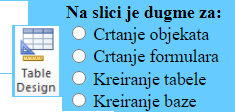 Na slici je dugme za:
Crtanje objekata
Crtanje formulara
Kreiranje tabele
Kreiranje baze
Table
Design